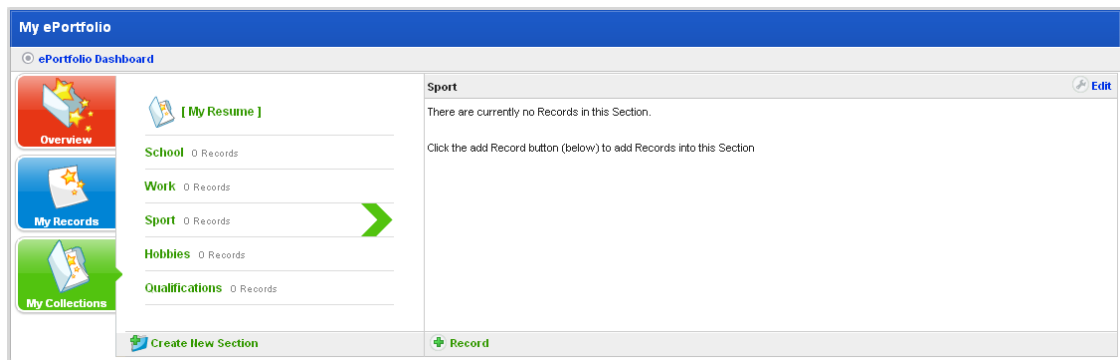 My ePortfolio
ePortfolio Dashboard
Overview
My Records
My Collections
[ My Resume ]
School 0 Records
Work 0 Records
Sport 0 Records
Hobbies 0 Records
Qualifications 0 Records
Create New Section
Sport
Edit
There are currently no Records in this Section.
Click the add Record button (below) to add Records into this Section
Record